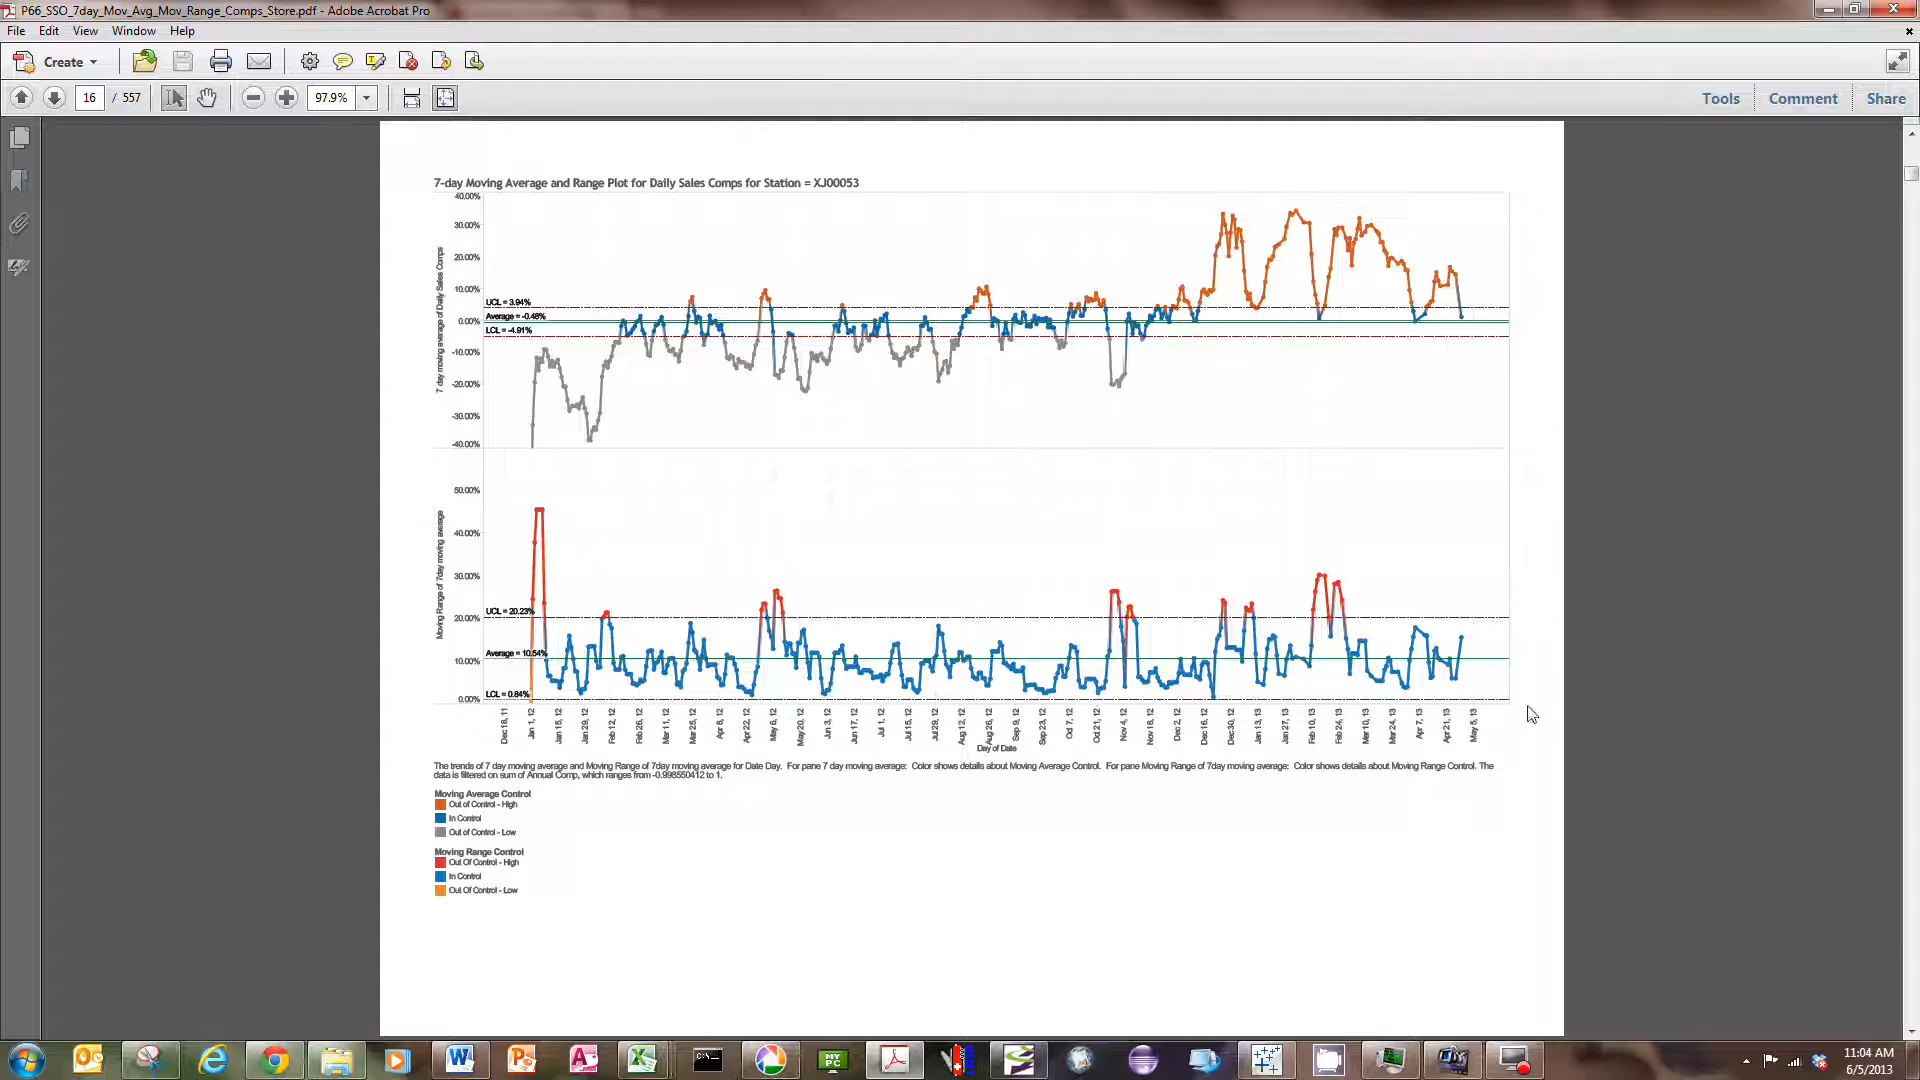 P66_SSO_7day_Mov_Avg_Mov_Range_Comps_Store.pdf - Adobe Acrobat Pro
File Edit View Window Help
Create
16 / 557 97.9% Tools Comment Share
7-day Moving Average and Range Plot for Daily Sales Comps for Station = XJ00053
7 day moving average of Daily Sales Comps
40.00%
30.00%
20.00%
10.00%
UCL = 3.94%
0.00%
Average = -0.48%
LCL = -4.91%
-10.00%
-20.00%
-30.00%
-40.00%
Moving Range of 7day moving average
50.00%
40.00%
30.00%
UCL = 20.23%
20.00%
Average = 10.54%
10.00%
LCL = 0.84%
0.00%
Dec 18, 11 Jan 1, 12 Jan 15, 12 Jan 29, 12 Feb 12, 12 Feb 26, 12 Mar 11, 12 Mar 25, 12 Apr 8, 12 Apr 22, 12 May 6, 12 May 20, 12 Jun 3, 12 Jun 17, 12 Jul 1, 12 Jul 15, 12 Jul 29, 12 Aug 12, 12 Aug 26, 12 Sep 9, 12 Sep 23, 12 Oct 7, 12 Oct 21, 12 Nov 4, 12 Nov 18, 12 Dec 2, 12 Dec 16, 12 Dec 30, 12 Jan 13, 13 Jan 27, 13 Feb 10, 13 Feb 24, 13 Mar 10, 13 Mar 24, 13 Apr 7, 13 Apr 21, 13 May 5, 13
Day of Date
The trends of 7 day moving average and Moving Range of 7day moving average for Date Day. For pane 7 day moving average: Color shows details about Moving Average Control. For pane Moving Range of 7day moving average: Color shows details about Moving Range Control. The
data is filtered on sum of Annual Comp, which ranges from -0.998550412 to 1.
Moving Average Control
Out of Control - High
In Control
Out of Control - Low
Moving Range Control
Out Of Control - High
In Control
Out Of Control - Low
MY PC
11:04 AM
6/5/2013